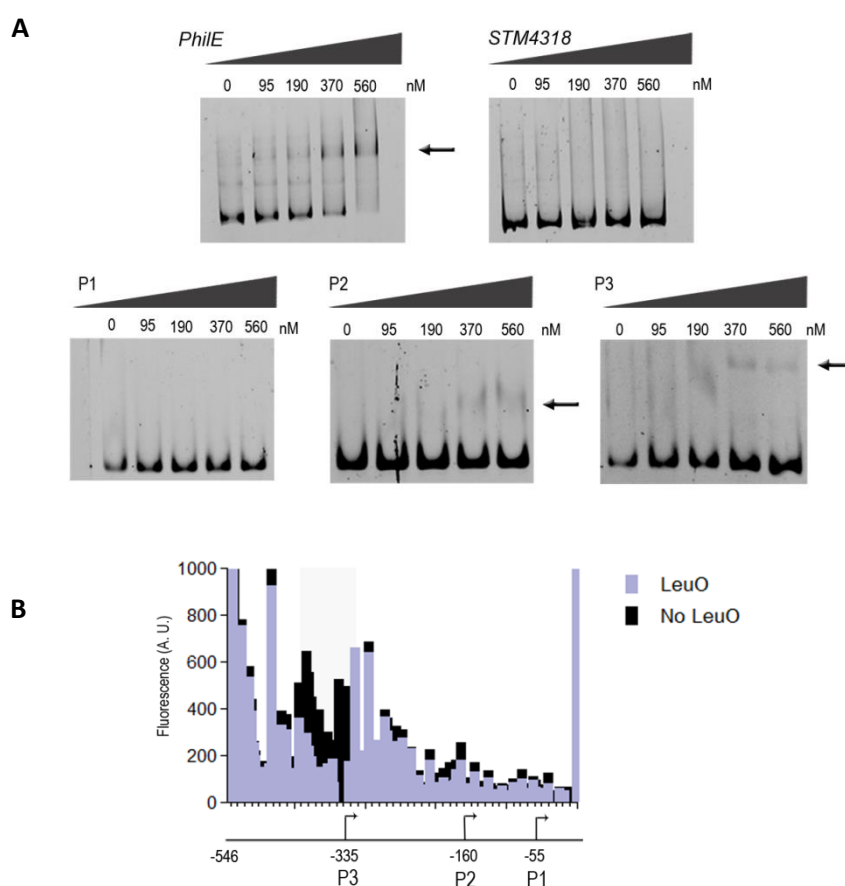 A
PhilE
0 95 190 370 560 nM
STM4318
0 95 190 370 560 nM
P1
0 95 190 370 560 nM
P2
0 95 190 370 560 nM
P3
0 95 190 370 560 nM
B
Fluorescence (A. U.)
1000
800
600
400
200
0
LeuO
No LeuO
-546 -335 -160 -55
P3 P2 P1